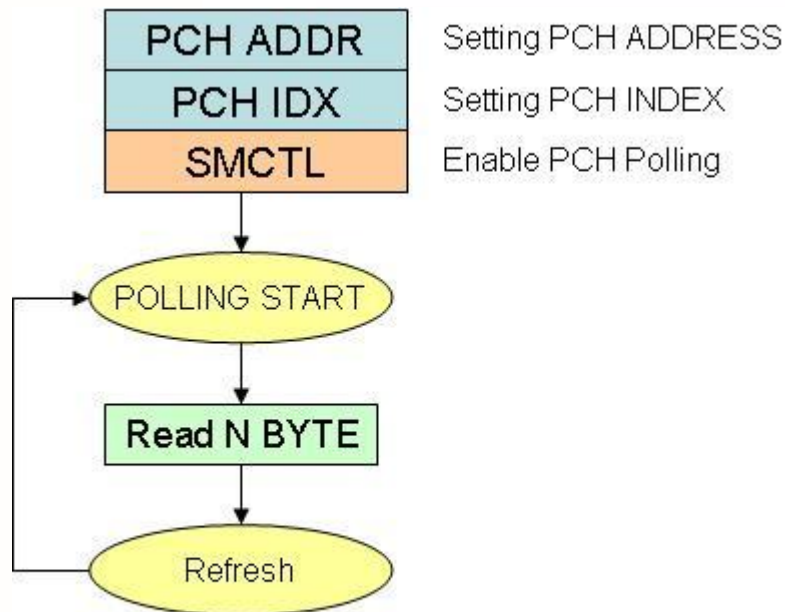 PCH ADDR Setting PCH ADDRESS
PCH IDX Setting PCH INDEX
SMCTL Enable PCH Polling
POLLING START
Read N BYTE
Refresh